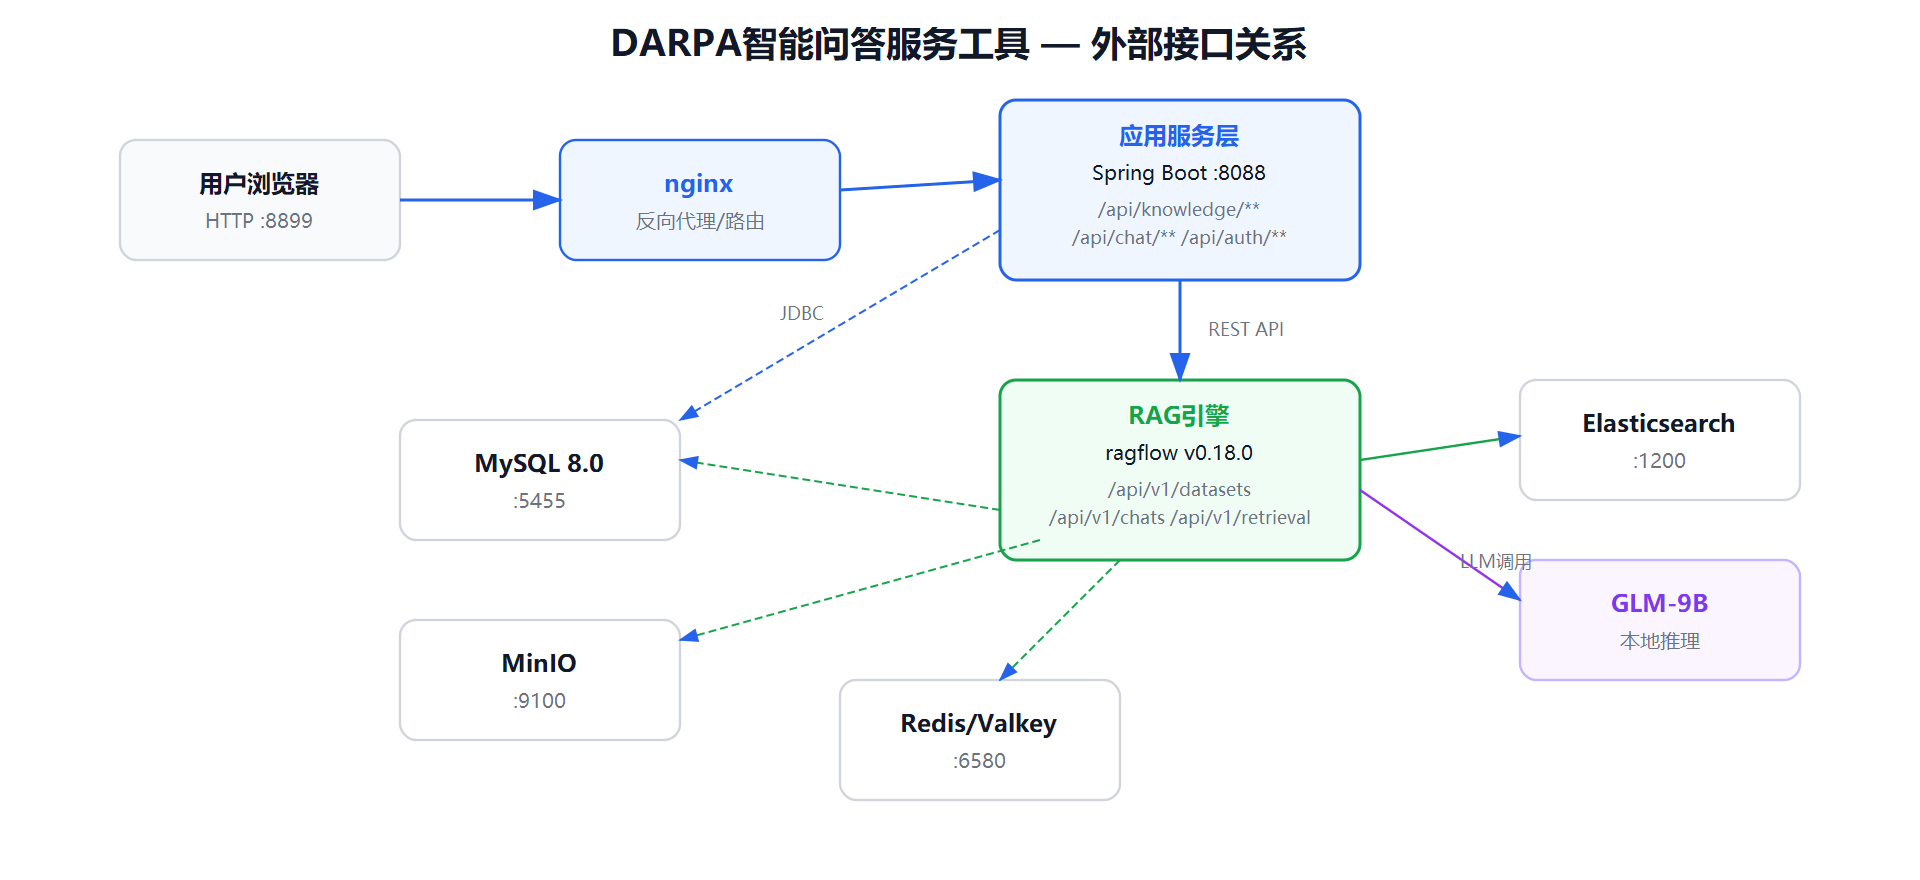 DARPA智能问答服务工具 — 外部接口关系
用户浏览器
HTTP :8899
nginx
反向代理/路由
应用服务层
Spring Boot :8088
/api/knowledge/**
/api/chat/** /api/auth/**
JDBC
REST API
RAG引擎
ragflow v0.18.0
/api/v1/datasets
/api/v1/chats /api/v1/retrieval
Elasticsearch
:1200
MySQL 8.0
:5455
LLM调用
GLM-9B
本地推理
MinIO
:9100
Redis/Valkey
:6580